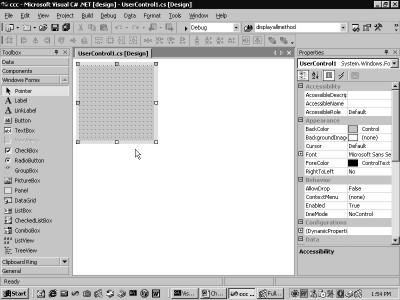 ccc - Microsoft Visual C# .NET [design] - UserControl1.cs [Design]
File Edit View Project Build Debug Data Format Tools Window Help
Debug
displayallmethod
Toolbox
UserControl1.cs [Design]
Properties
Data
Components
Windows Forms
Pointer
Label
LinkLabel
Button
TextBox
CheckBox
RadioButton
GroupBox
PictureBox
Panel
DataGrid
ListBox
CheckedListBox
ComboBox
ListView
TreeView
Clipboard Ring
General
UserControl1 System.Windows.Fo
Accessibility
AccessibleDescrip
AccessibleName
AccessibleRole Default
Appearance
BackColor Control
BackgroundImag (none)
Cursor Default
Font Microsoft Sans Se
ForeColor ControlText
RightToLeft No
Behavior
AllowDrop False
ContextMenu (none)
Enabled True
ImeMode NoControl
Configurations
(DynamicProperti
Data
Accessibility
Ready
Start
Vis...
Ch...
ccc ...
Full...
1:54 PM